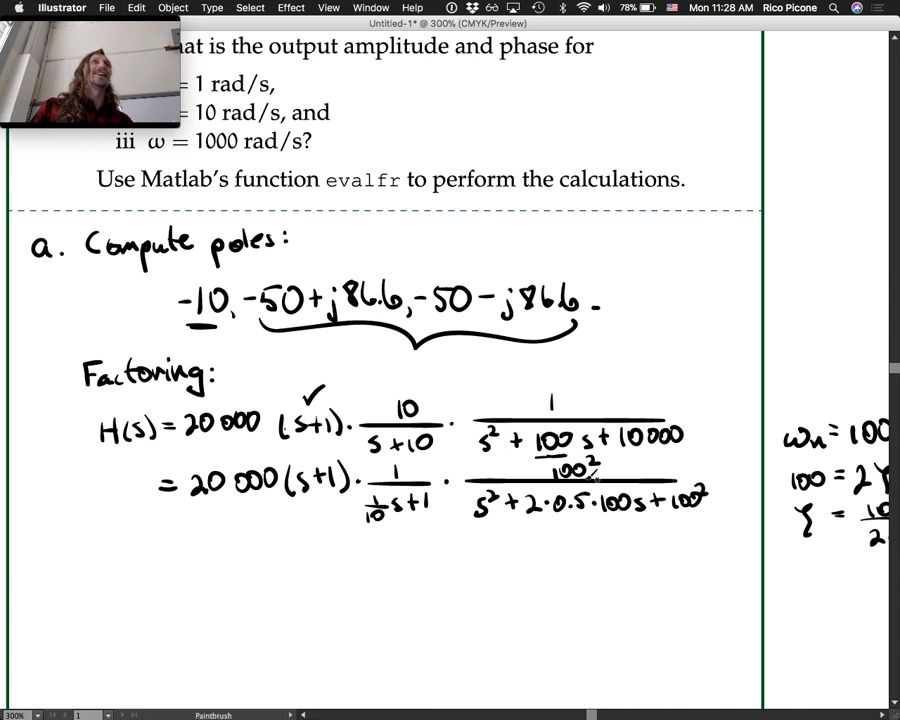 Illustrator File Edit Object Type Select Effect View Window Help 78% Mon 11:28 AM Rico Picone
Untitled-1* @ 300% (CMYK/Preview)
at is the output amplitude and phase for
= 1 rad/s,
= 10 rad/s, and
iii ω = 1000 rad/s?
Use Matlab's function evalfr to perform the calculations.
a. Compute poles:
-10, -50+j86.6, -50-j86.6.
Factoring:
H(s) = 20 000 (s+1) · 10/(s+10) · 1/(s² + 100 s + 10000)
= 20 000 (s+1) · 1/(1/10 s+1) · 100²/(s² + 2·0.5·100s + 100²)
ωn = 100
100 = 2ζ
ζ = 10/2
300% 1 Paintbrush